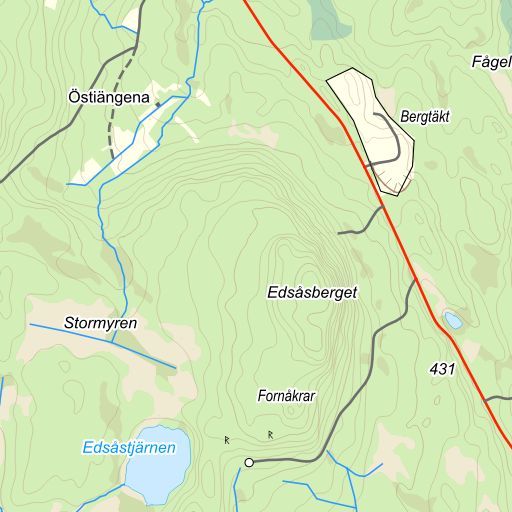 Fågel
Östiängena
Bergtäkt
Edsåsberget
Stormyren
431
Fornåkrar
Edsåstjärnen
R
R